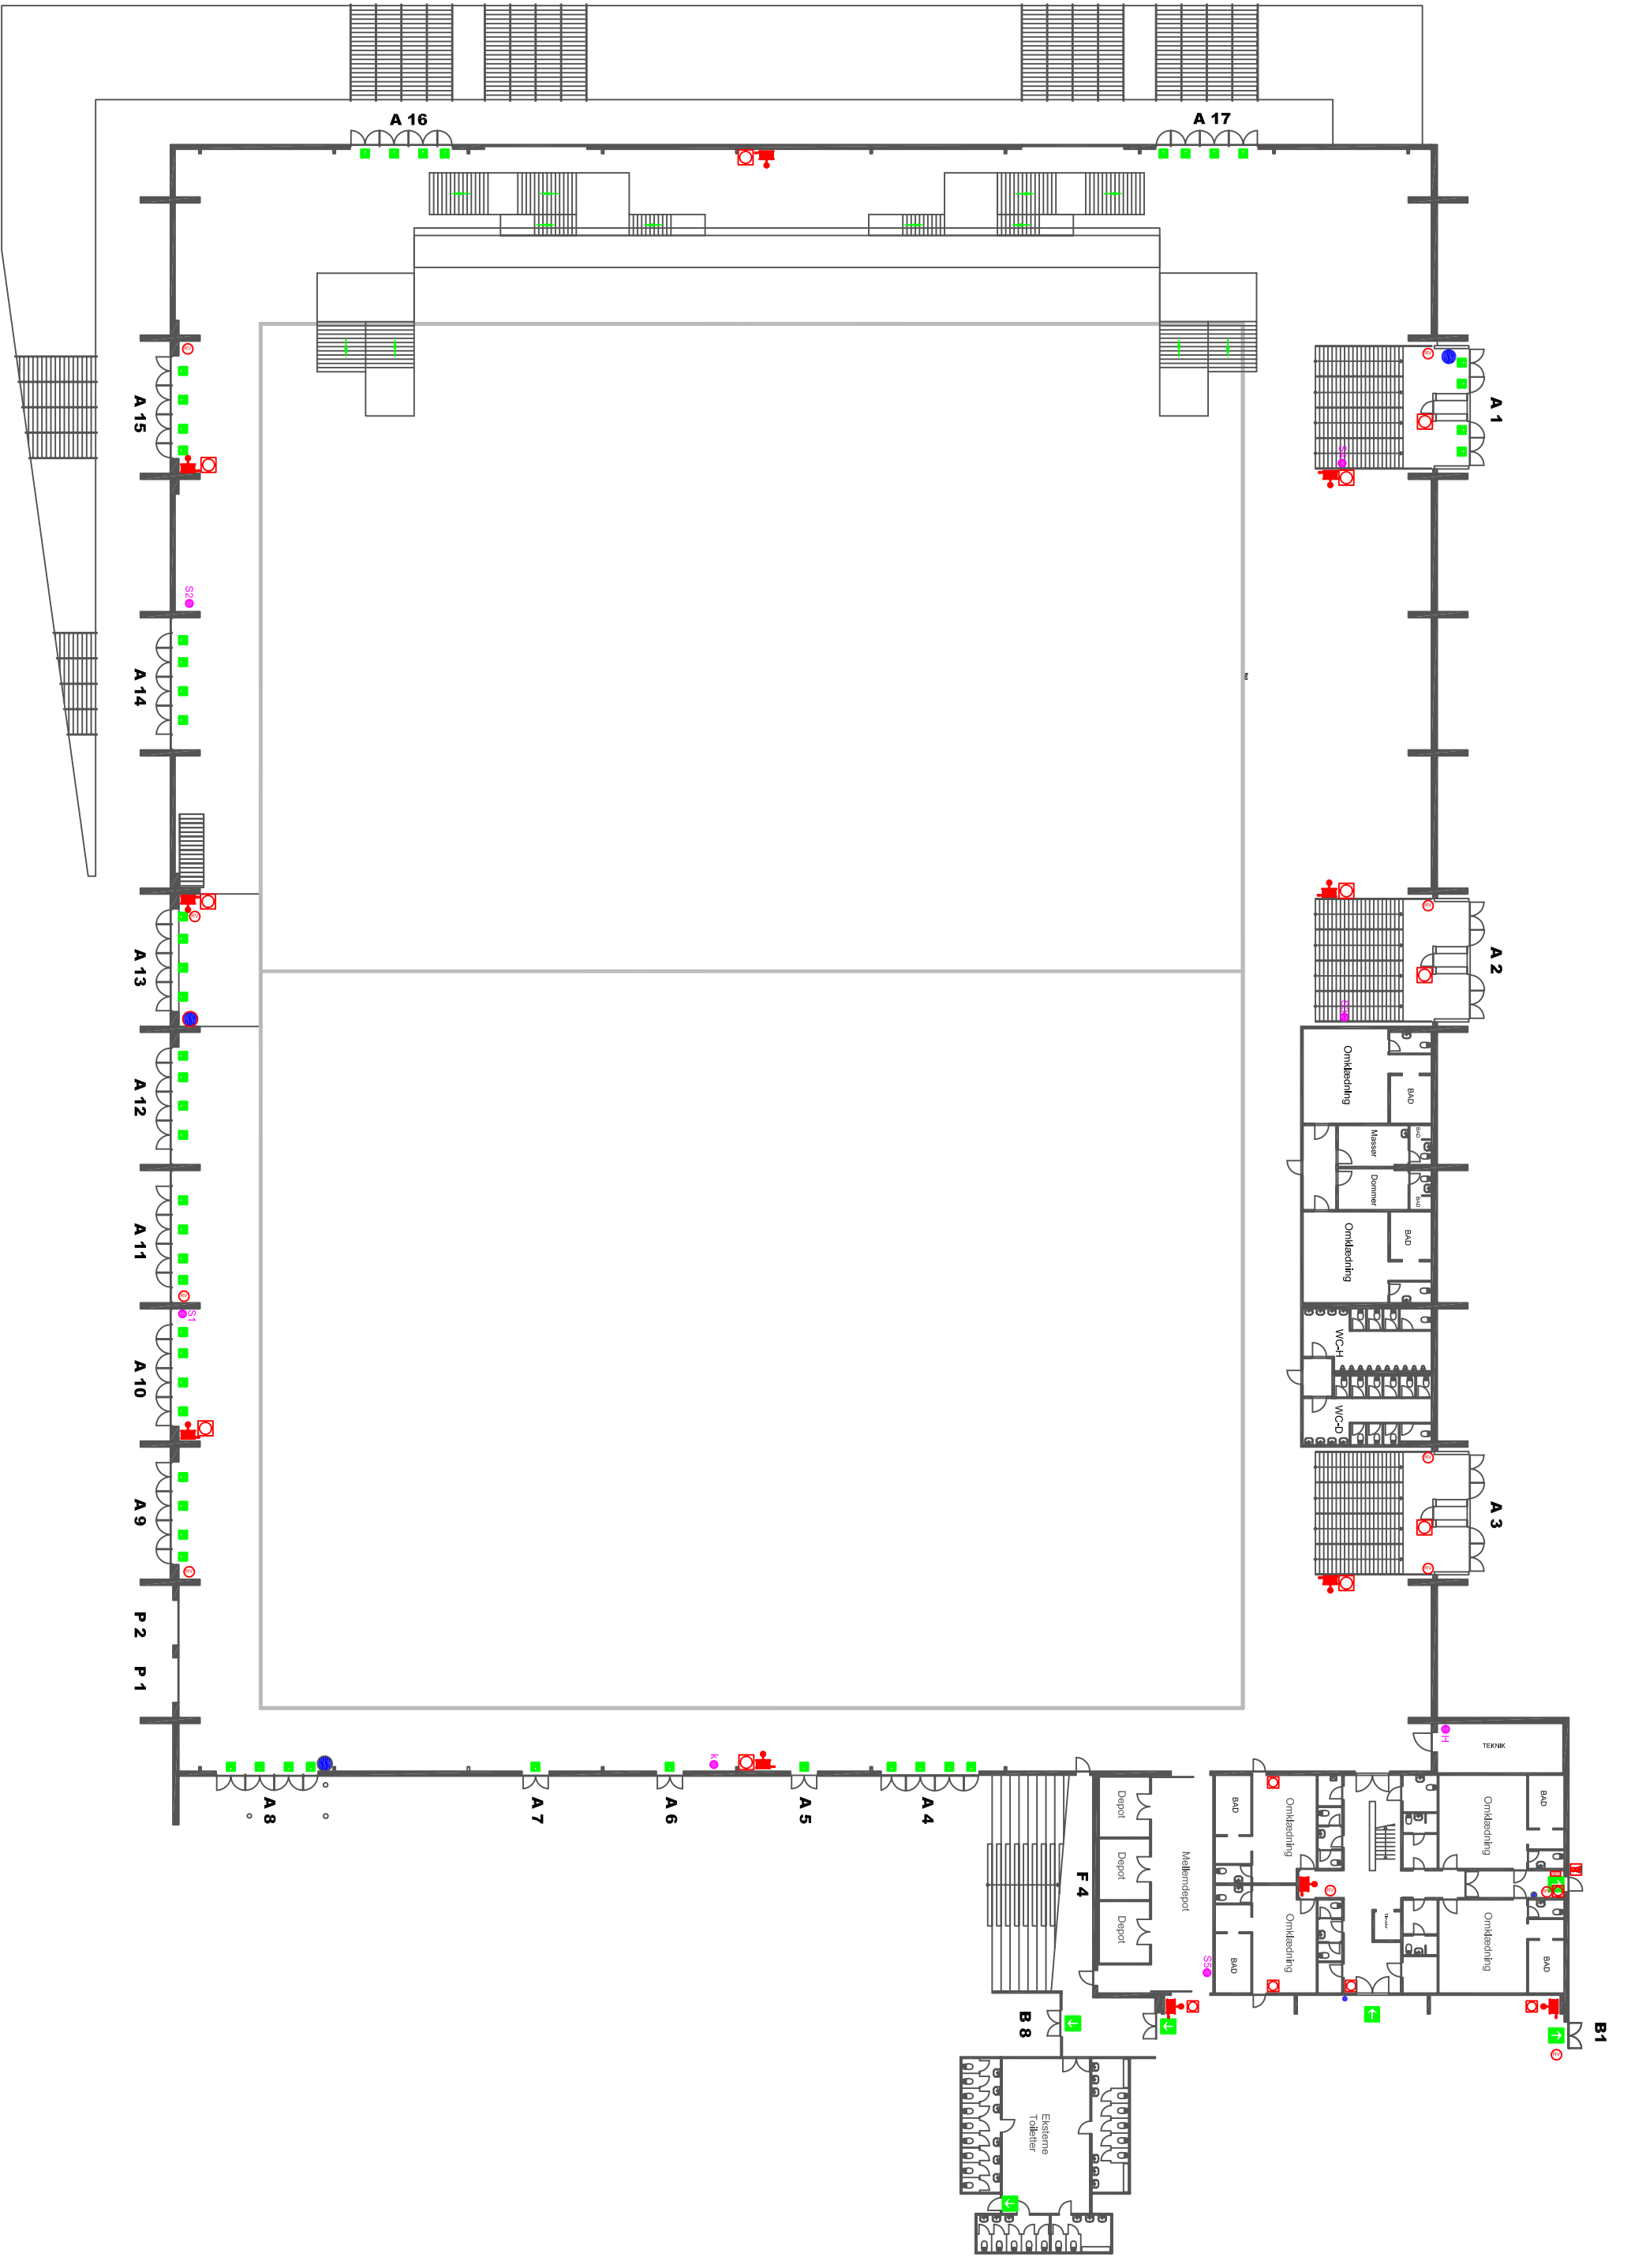 A 16
A 17
A 15
A 1
S2
A 14
A 13
A 2
A 12
Omklædning
BAD
Massør
BAD
Dommer
BAD
A 11
Omklædning
BAD
S1
A 10
WC-H
WC-D
A 9
A 3
P 2
P 1
H
TEKNIK
k
A 8
A 7
A 6
A 5
A 4
F 4
Depot
Depot
Depot
Mellemdepot
BAD
Omklædning
Omklædning
BAD
Omklædning
BAD
Omklædning
BAD
S5
B 8
B1
Eksterne
Toiletter